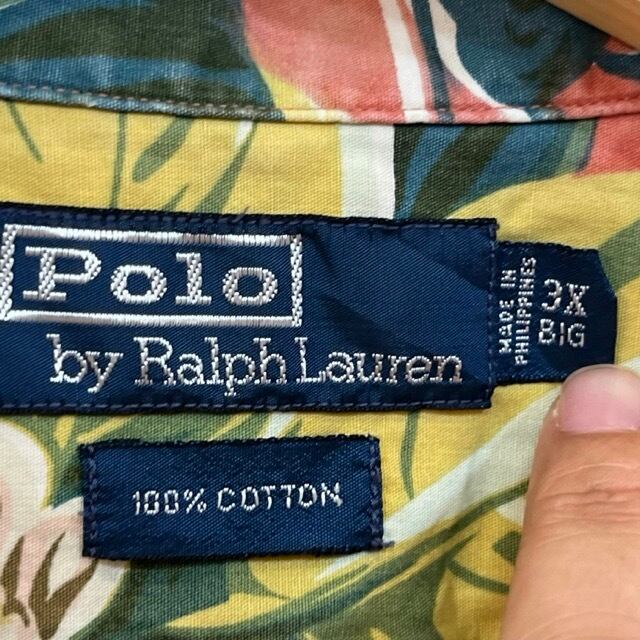 Polo
by Ralph Lauren
MADE IN
PHILIPPINES
3X
BIG
100% COTTON